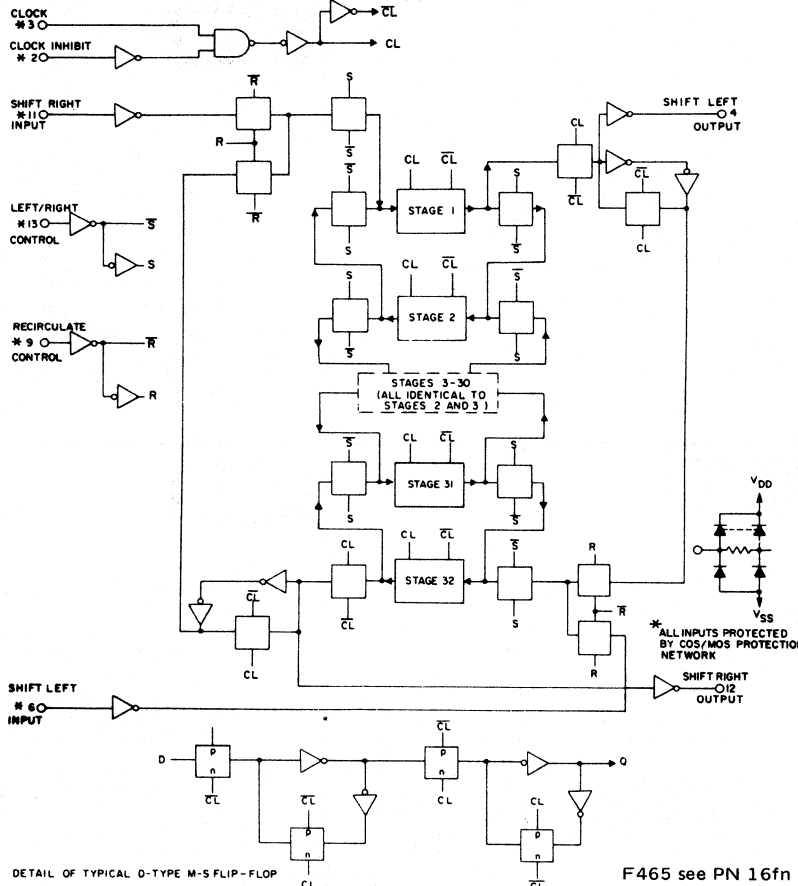 CLOCK
*3
CL
CLOCK INHIBIT
* 2
CL
SHIFT RIGHT
*11
INPUT
R
R
R
S
S
S
S
CL
CL
STAGE 1
S
S
CL
CL
SHIFT LEFT
4
OUTPUT
CL
CL
LEFT/RIGHT
*13
CONTROL
S
S
S
S
CL
CL
STAGE 2
S
S
RECIRCULATE
* 9
CONTROL
R
R
STAGES 3-30
(ALL IDENTICAL TO
STAGES 2 AND 3)
S
S
CL
CL
STAGE 31
S
S
CL
CL
CL
CL
STAGE 32
S
S
R
R
R
CL
CL
VDD
VSS
*
ALL INPUTS PROTECTED
BY COS/MOS PROTECTION
NETWORK
SHIFT RIGHT
12
OUTPUT
SHIFT LEFT
* 6
INPUT
D
p
n
CL
CL
p
n
CL
CL
p
n
CL
Q
CL
p
n
CL
DETAIL OF TYPICAL D-TYPE M-S FLIP-FLOP
F465 see PN 16fn